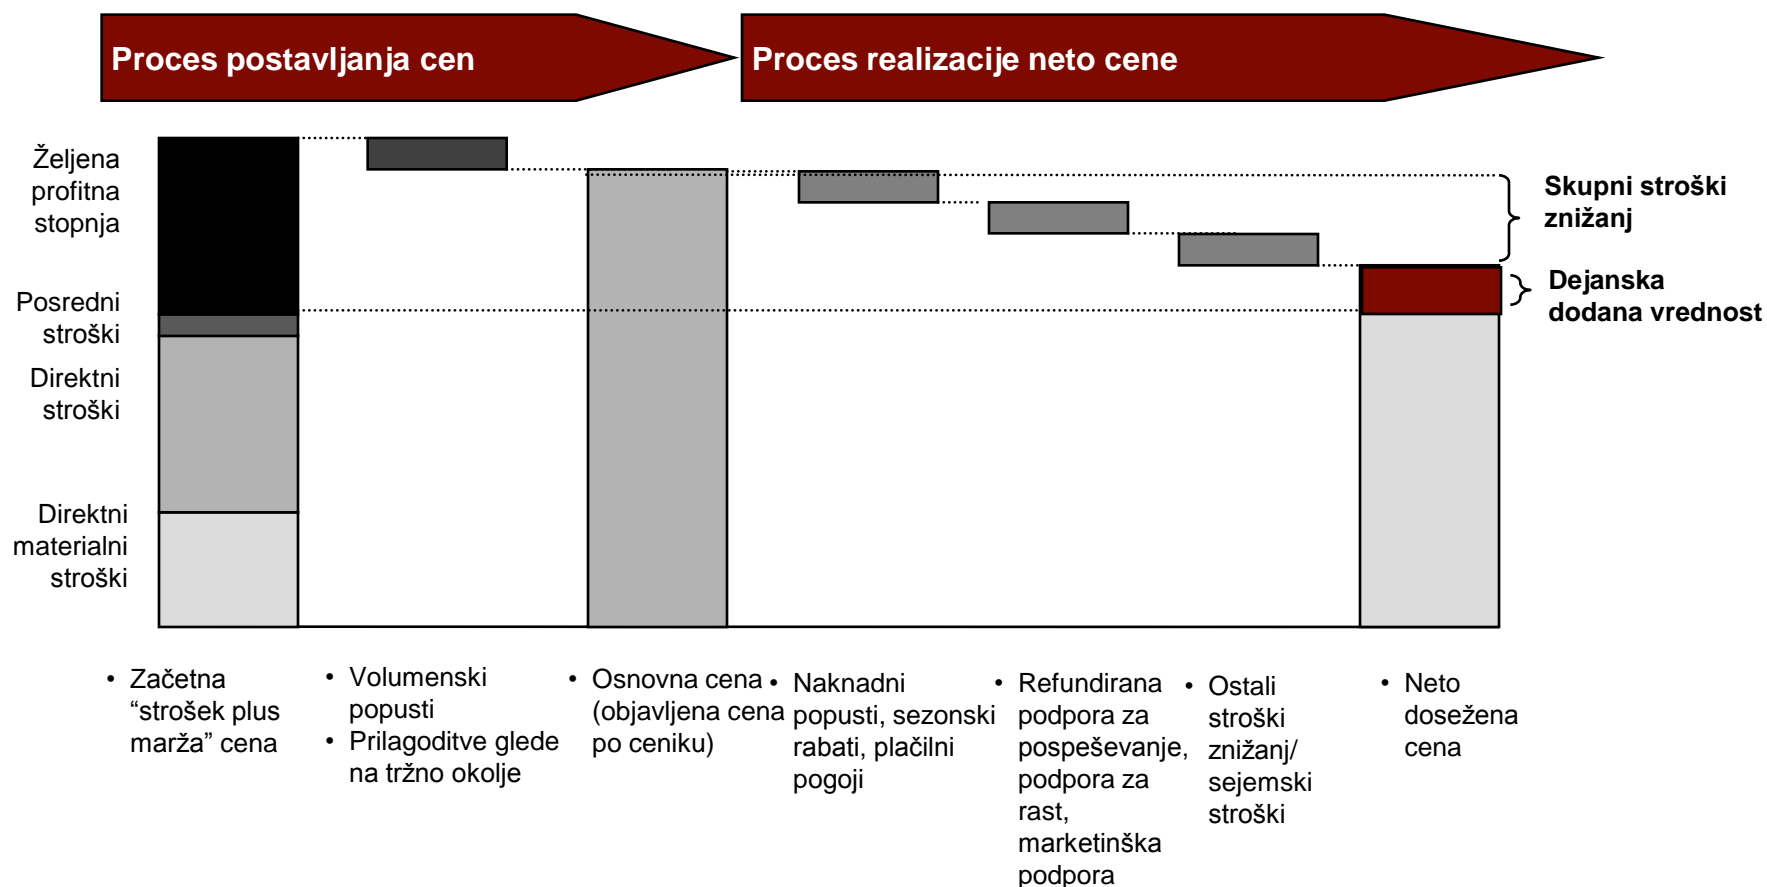 Proces postavljanja cen
Proces realizacije neto cene
Željena
profitna
stopnja
Posredni
stroški
Direktni
stroški
Direktni
materialni
stroški
Skupni stroški
znižanj
Dejanska
dodana vrednost
• Začetna
“strošek plus
marža” cena
• Volumenski
popusti
• Prilagoditve glede
na tržno okolje
• Osnovna cena
(objavljena cena
po ceniku)
• Naknadni
popusti, sezonski
rabati, plačilni
pogoji
• Refundirana
podpora za
pospeševanje,
podpora za
rast,
marketinška
podpora
• Ostali
stroški
znižanj/
sejemski
stroški
• Neto
dosežena
cena